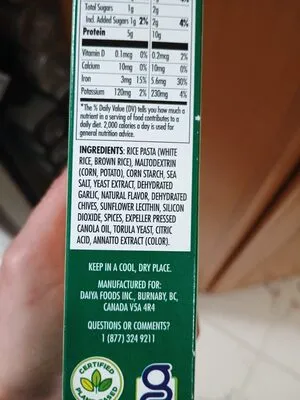 Total Sugars 1g 2g
Incl. Added Sugars 1g 2% 2g 4%
Protein 5g 10g
Vitamin D 0.1mcg 0% 0.2mcg 2%
Calcium 10mg 0% 10mg 0%
Iron 3mg 15% 5.6mg 30%
Potassium 120mg 2% 230mg 4%
*The % Daily Value (DV) tells you how much a
nutrient in a serving of food contributes to a
daily diet. 2,000 calories a day is used for
general nutrition advice.
INGREDIENTS: RICE PASTA (WHITE
RICE, BROWN RICE), MALTODEXTRIN
(CORN, POTATO), CORN STARCH, SEA
SALT, YEAST EXTRACT, DEHYDRATED
GARLIC, NATURAL FLAVOR, DEHYDRATED
CHIVES, SUNFLOWER LECITHIN, SILICON
DIOXIDE, SPICES, EXPELLER PRESSED
CANOLA OIL, TORULA YEAST, CITRIC
ACID, ANNATTO EXTRACT (COLOR).
KEEP IN A COOL, DRY PLACE.
MANUFACTURED FOR:
DAIYA FOODS INC., BURNABY, BC,
CANADA V5A 4R4
QUESTIONS OR COMMENTS?
1 (877) 324 9211
CERTIFIED
g